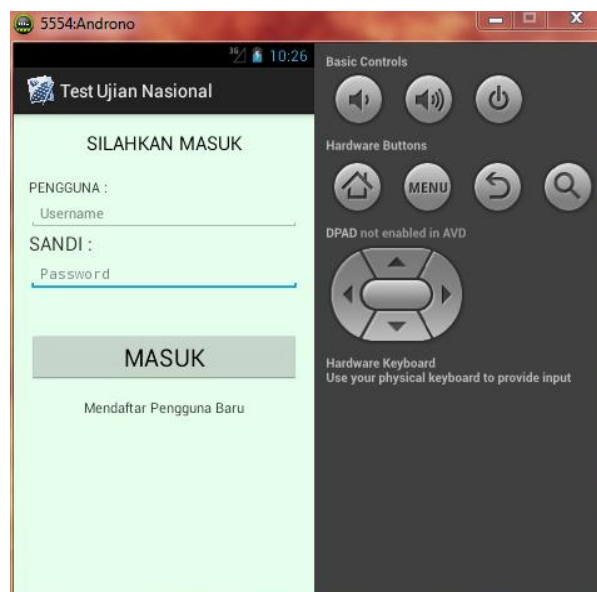 5554:Androno
3G 10:26
Test Ujian Nasional
SILAHKAN MASUK
PENGGUNA :
Username
SANDI :
Password
MASUK
Mendaftar Pengguna Baru
Basic Controls
Hardware Buttons
MENU
DPAD not enabled in AVD
Hardware Keyboard
Use your physical keyboard to provide input